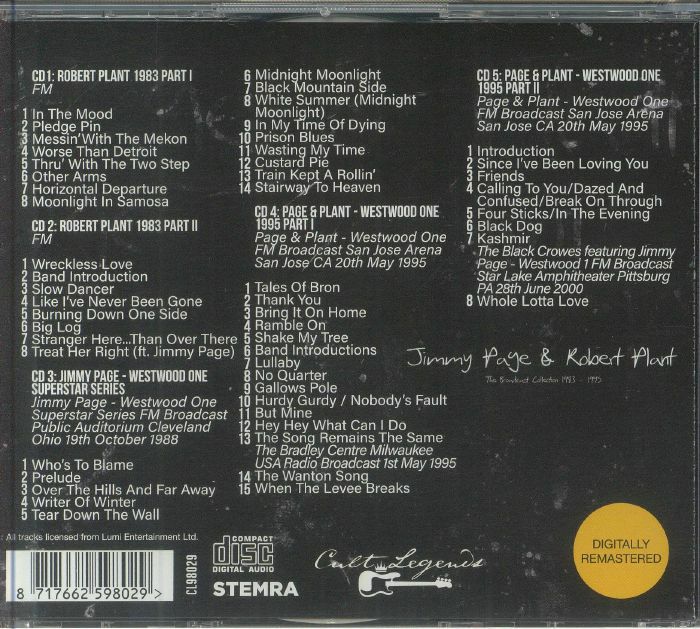 CD 1: ROBERT PLANT 1983 PART I
FM
1 In The Mood
2 Pledge Pin
3 Messin' With The Mekon
4 Worse Than Detroit
5 Thru' With The Two Step
6 Other Arms
7 Horizontal Departure
8 Moonlight In Samosa
CD 2: ROBERT PLANT 1983 PART II
FM
1 Wreckless Love
2 Band Introduction
3 Slow Dancer
4 Like I've Never Been Gone
5 Burning Down One Side
6 Big Log
7 Stranger Here...Than Over There
8 Treat Her Right (ft. Jimmy Page)
CD 3: JIMMY PAGE - WESTWOOD ONE
SUPERSTAR SERIES
Jimmy Page - Westwood One
Superstar Series FM Broadcast
Public Auditorium Cleveland
Ohio 19th October 1988
1 Who's To Blame
2 Prelude
3 Over The Hills And Far Away
4 Writer Of Winter
5 Tear Down The Wall
6 Midnight Moonlight
7 Black Mountain Side
8 White Summer (Midnight
Moonlight)
9 In My Time Of Dying
10 Prison Blues
11 Wasting My Time
12 Custard Pie
13 Train Kept A Rollin'
14 Stairway To Heaven
CD 4: PAGE & PLANT - WESTWOOD ONE
1995 PART I
Page & Plant - Westwood One
FM Broadcast San Jose Arena
San Jose CA 20th May 1995
1 Tales Of Bron
2 Thank You
3 Bring It On Home
4 Ramble On
5 Shake My Tree
6 Band Introductions
7 Lullaby
8 No Quarter
9 Gallows Pole
10 Hurdy Gurdy / Nobody's Fault
11 But Mine
12 Hey Hey What Can I Do
13 The Song Remains The Same
The Bradley Centre Milwaukee
USA Radio Broadcast 1st May 1995
14 The Wanton Song
15 When The Levee Breaks
CD 5: PAGE & PLANT - WESTWOOD ONE
1995 PART II
Page & Plant - Westwood One
FM Broadcast San Jose Arena
San Jose CA 20th May 1995
1 Introduction
2 Since I've Been Loving You
3 Friends
4 Calling To You/Dazed And
Confused/Break On Through
5 Four Sticks/In The Evening
6 Black Dog
7 Kashmir
The Black Crowes featuring Jimmy
Page - Westwood 1 FM Broadcast
Star Lake Amphitheater Pittsburg
PA 28th June 2000
8 Whole Lotta Love
Jimmy Page & Robert Plant
The Broadcast Collection 1983 - 1995
All tracks licensed from Lumi Entertainment Ltd.
8 717662 598029 >
CL98029
COMPACT
disc
DIGITAL AUDIO
STEMRA
Cult Legends
DIGITALLY
REMASTERED